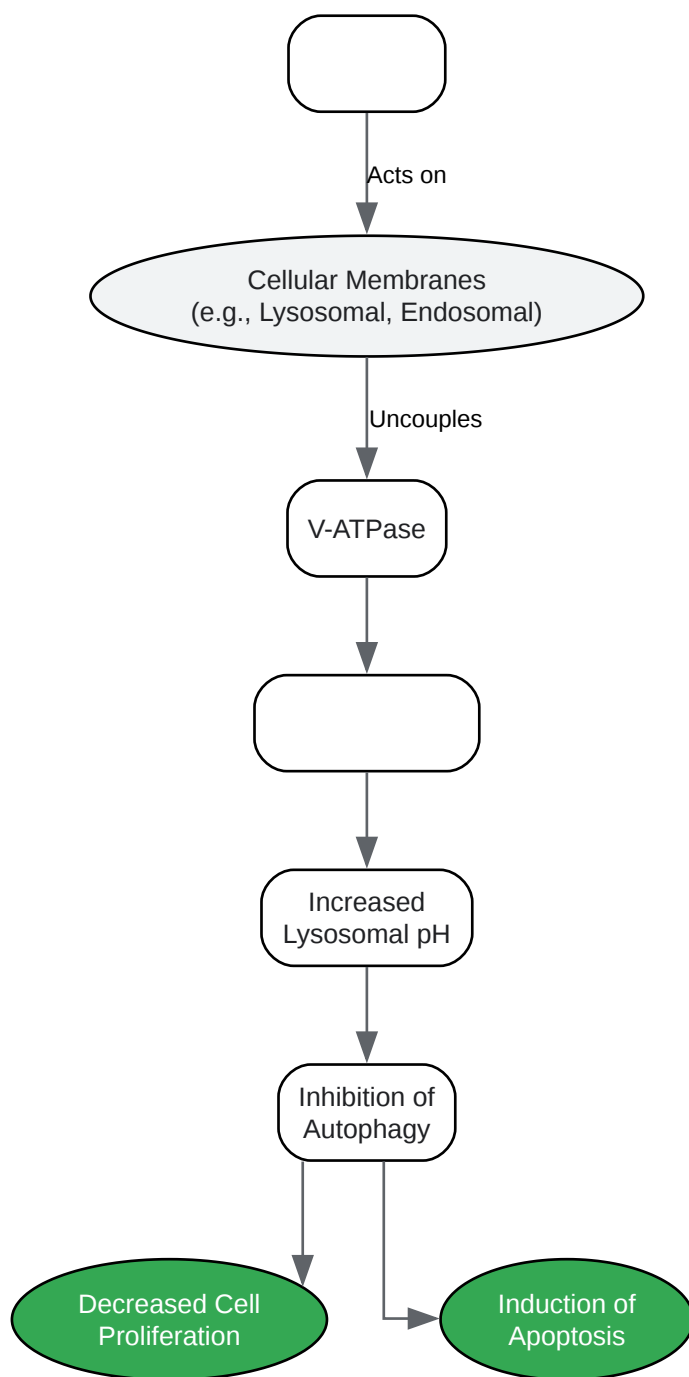 Acts on
Cellular Membranes
(e.g., Lysosomal, Endosomal)
Uncouples
V-ATPase
Increased
Lysosomal pH
Inhibition of
Autophagy
Decreased Cell
Proliferation
Induction of
Apoptosis